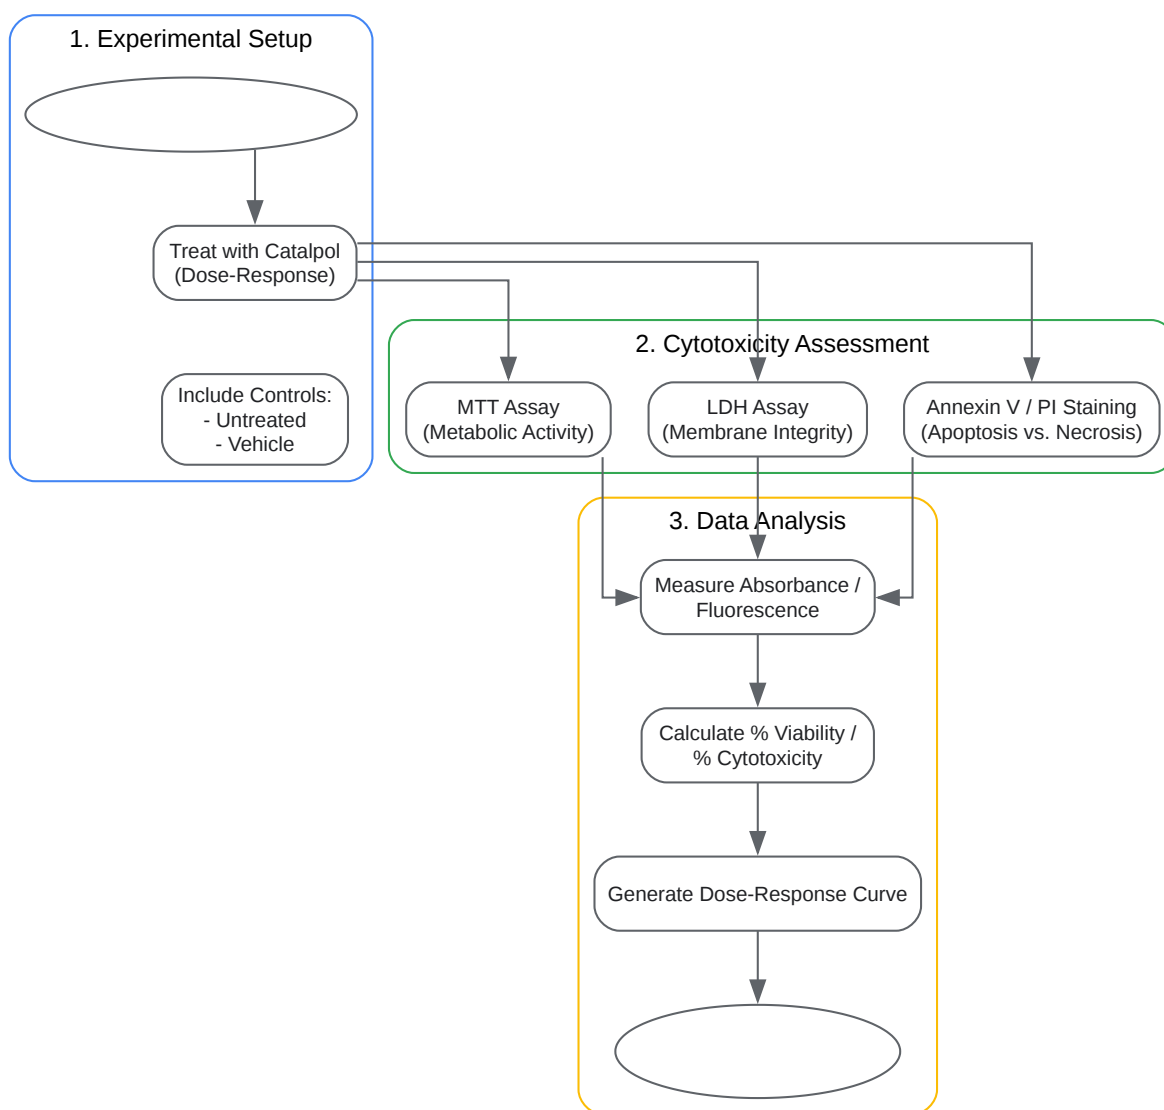 1. Experimental Setup
Treat with Catalpol
(Dose-Response)
Include Controls:
- Untreated
- Vehicle
2. Cytotoxicity Assessment
MTT Assay
(Metabolic Activity)
LDH Assay
(Membrane Integrity)
Annexin V / PI Staining
(Apoptosis vs. Necrosis)
3. Data Analysis
Measure Absorbance /
Fluorescence
Calculate % Viability /
% Cytotoxicity
Generate Dose-Response Curve